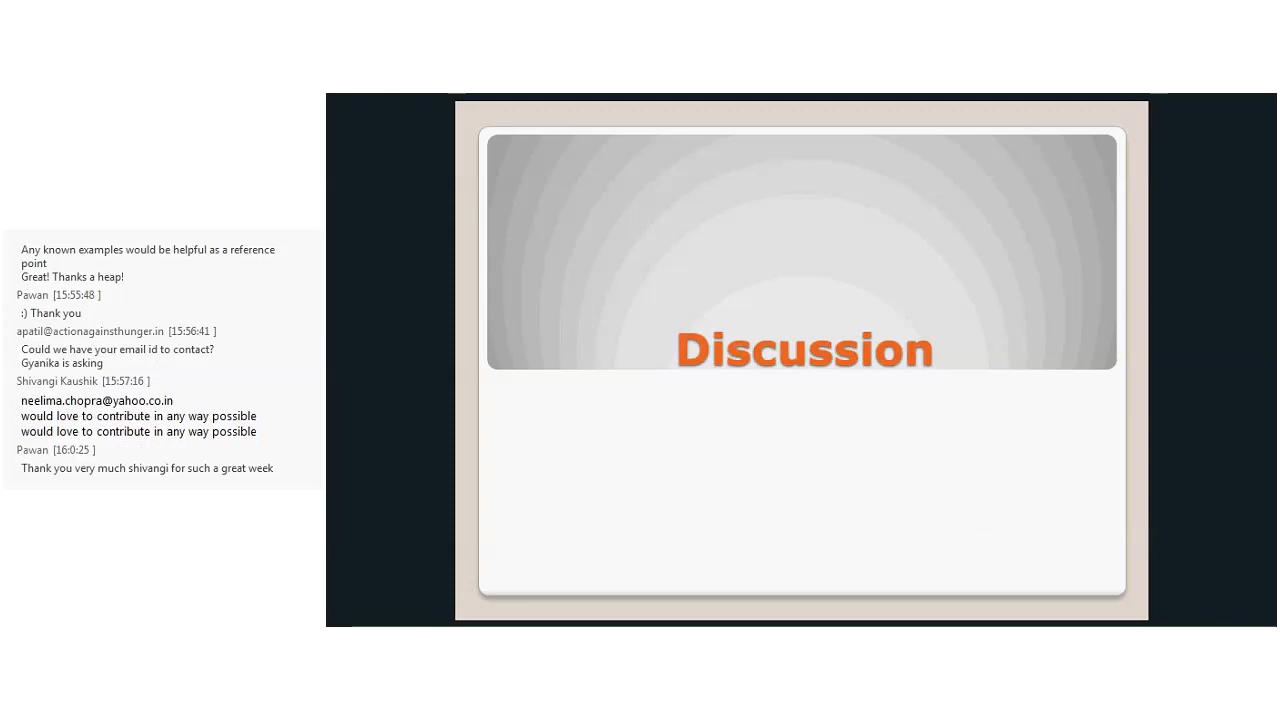 Any known examples would be helpful as a reference
point
Great! Thanks a heap!
Pawan [15:55:48 ]
:) Thank you
apatil@actionagainsthunger.in [15:56:41 ]
Could we have your email id to contact?
Gyanika is asking
Shivangi Kaushik [15:57:16 ]
neelima.chopra@yahoo.co.in
would love to contribute in any way possible
would love to contribute in any way possible
Pawan [16:0:25 ]
Thank you very much shivangi for such a great week
Discussion